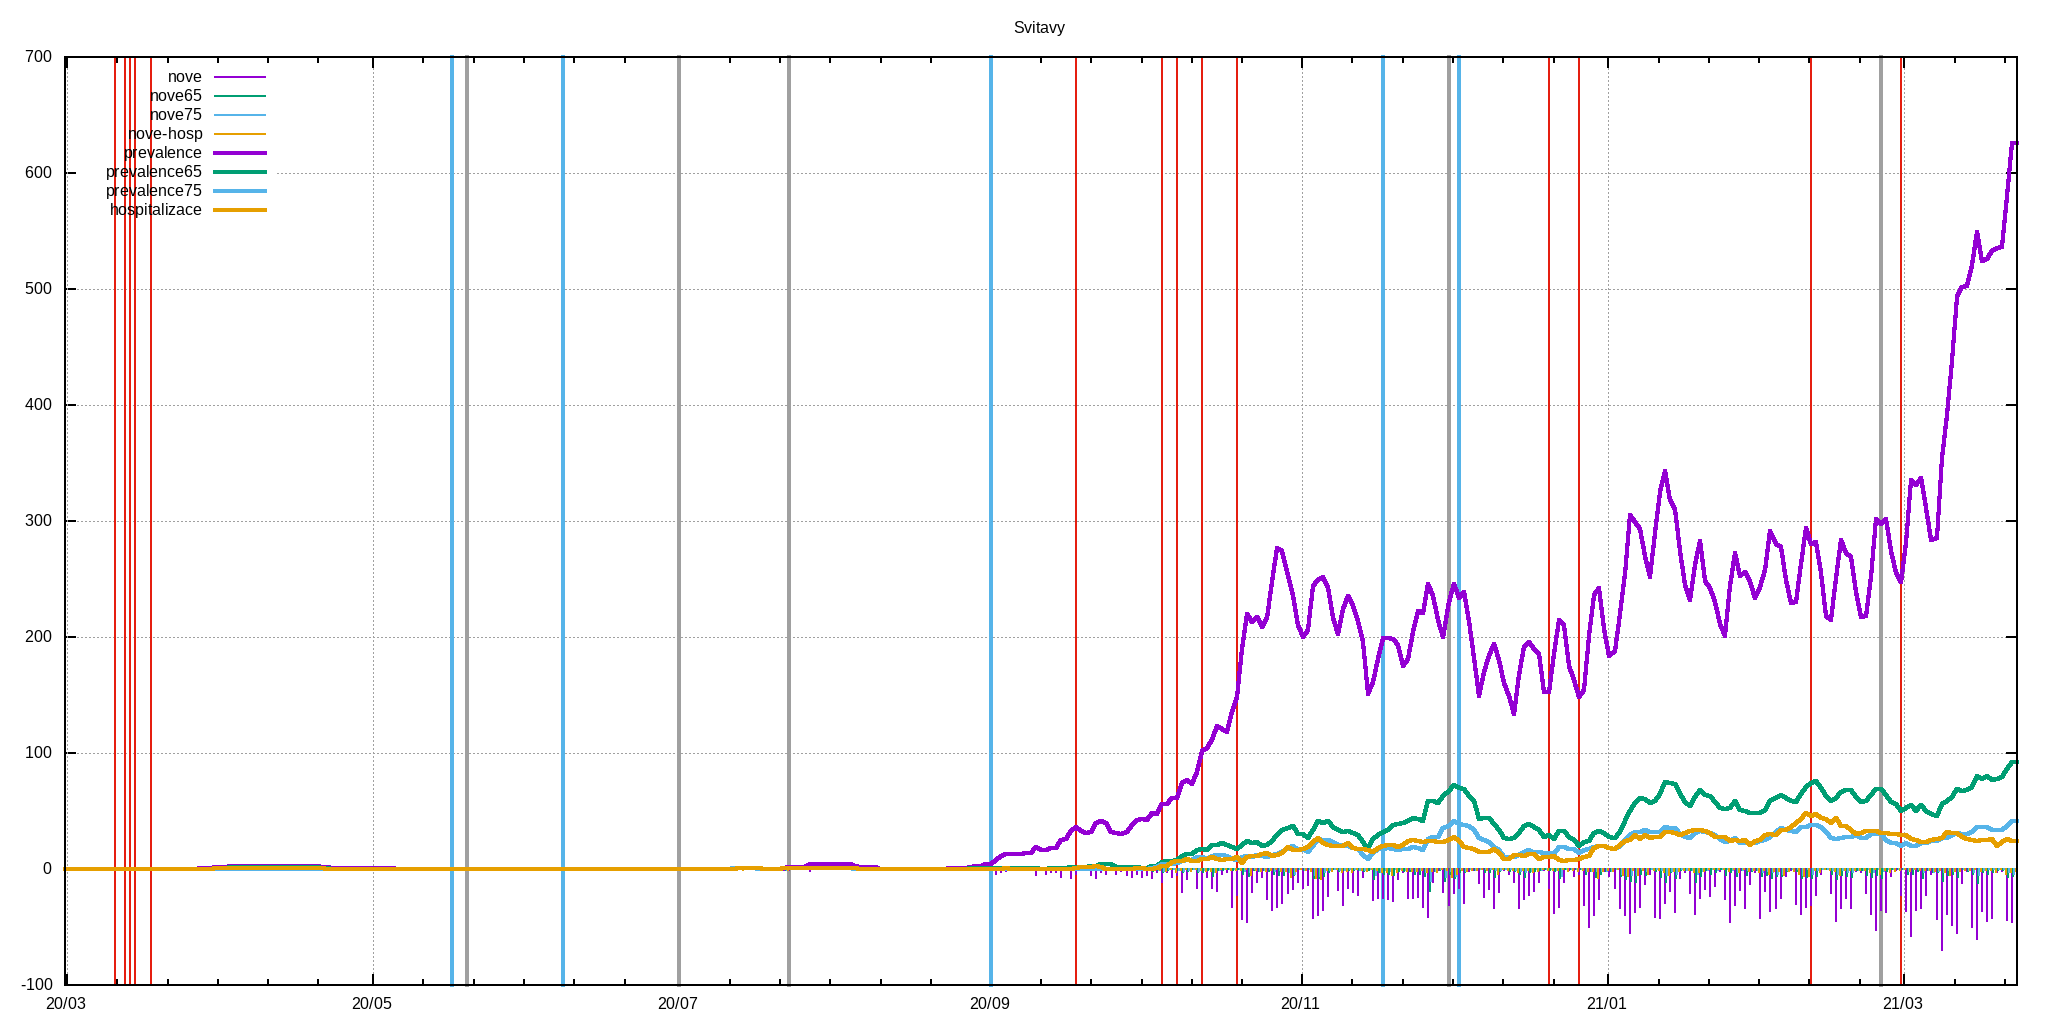 Svitavy
700
600
500
400
300
200
100
0
-100
nove
nove65
nove75
nove-hosp
prevalence
prevalence65
prevalence75
hospitalizace
20/03 20/05 20/07 20/09 20/11 21/01 21/03